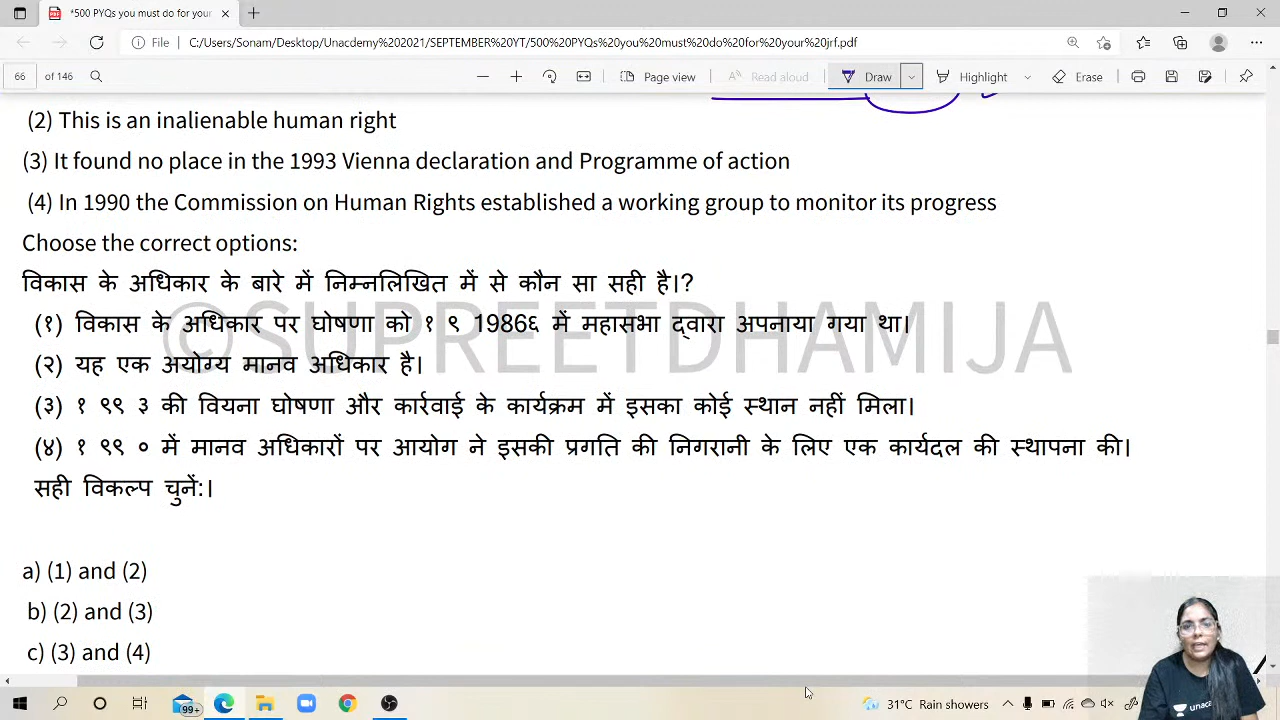 *500 PYQs you must do for your
File C:/Users/Sonam/Desktop/Unacdemy%202021/SEPTEMBER%20YT/500%20PYQs%20you%20must%20do%20for%20your%20jrf.pdf
66 of 146 Page view Read aloud Draw Highlight Erase
(2) This is an inalienable human right
(3) It found no place in the 1993 Vienna declaration and Programme of action
(4) In 1990 the Commission on Human Rights established a working group to monitor its progress
Choose the correct options:
विकास के अधिकार के बारे में निम्नलिखित में से कौन सा सही है।?
(१) विकास के अधिकार पर घोषणा को १ ९ 1986६ में महासभा द्वारा अपनाया गया था।
©SUPREETDHAMIJA
(२) यह एक अयोग्य मानव अधिकार है।
(३) १ ९९ ३ की वियना घोषणा और कार्रवाई के कार्यक्रम में इसका कोई स्थान नहीं मिला।
(४) १ ९९ ० में मानव अधिकारों पर आयोग ने इसकी प्रगति की निगरानी के लिए एक कार्यदल की स्थापना की।
सही विकल्प चुनें:।
a) (1) and (2)
b) (2) and (3)
c) (3) and (4)
99+ 31°C Rain showers